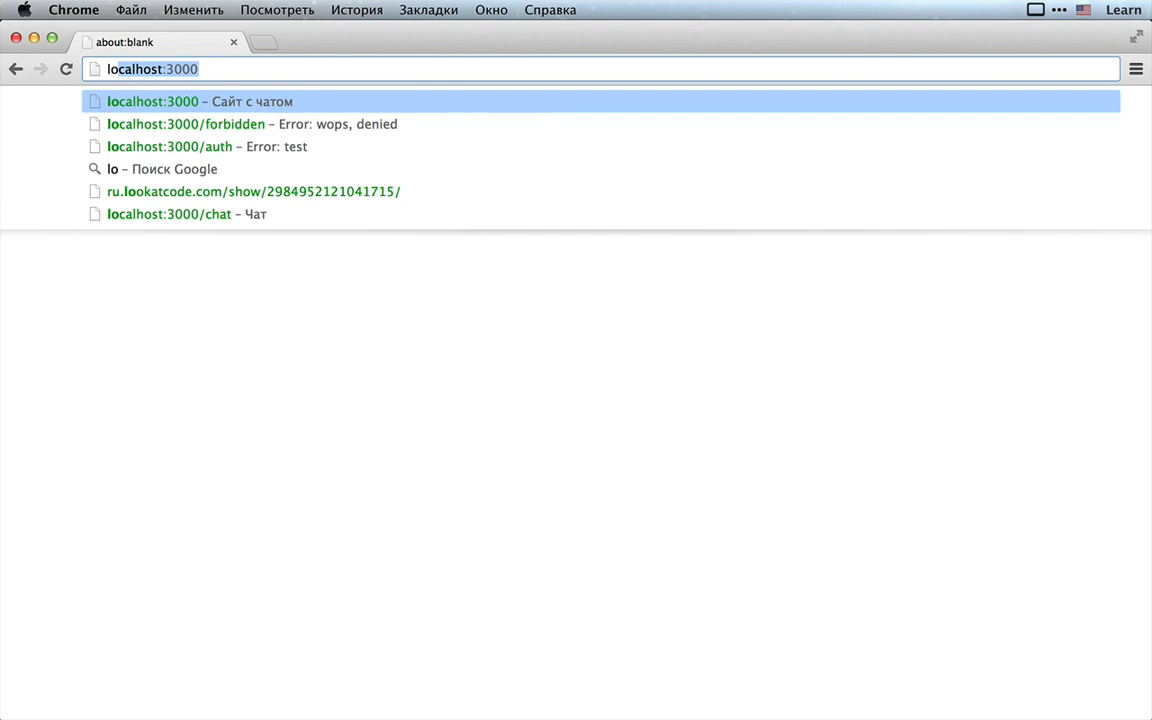 Chrome Файл Изменить Посмотреть История Закладки Окно Справка Learn
about:blank
localhost:3000
localhost:3000 – Сайт с чатом
localhost:3000/forbidden – Error: wops, denied
localhost:3000/auth – Error: test
lo – Поиск Google
ru.lookatcode.com/show/2984952121041715/
localhost:3000/chat – Чат